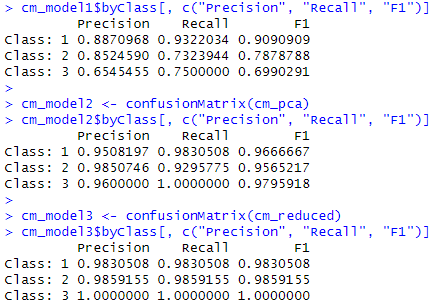 > cm_model1$byClass[, c("Precision", "Recall", "F1")]
Precision Recall F1
Class: 1 0.8870968 0.9322034 0.9090909
Class: 2 0.8524590 0.7323944 0.7878788
Class: 3 0.6545455 0.7500000 0.6990291
>
> cm_model2 <- confusionMatrix(cm_pca)
> cm_model2$byClass[, c("Precision", "Recall", "F1")]
Precision Recall F1
Class: 1 0.9508197 0.9830508 0.9666667
Class: 2 0.9850746 0.9295775 0.9565217
Class: 3 0.9600000 1.0000000 0.9795918
>
> cm_model3 <- confusionMatrix(cm_reduced)
> cm_model3$byClass[, c("Precision", "Recall", "F1")]
Precision Recall F1
Class: 1 0.9830508 0.9830508 0.9830508
Class: 2 0.9859155 0.9859155 0.9859155
Class: 3 1.0000000 1.0000000 1.0000000